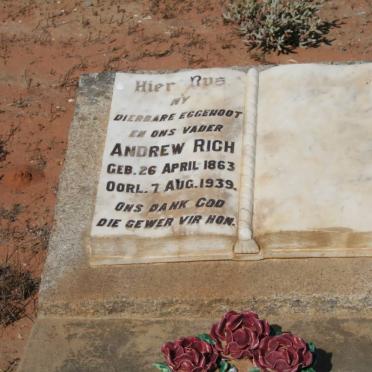 Hier Rus
MY
DIERBARE EGGENOOT
EN ONS VADER
ANDREW RICH
GEB. 26 APRIL 1863
OORL. 7 AUG. 1939.
ONS DANK GOD
DIE GEWER VIR HOM.